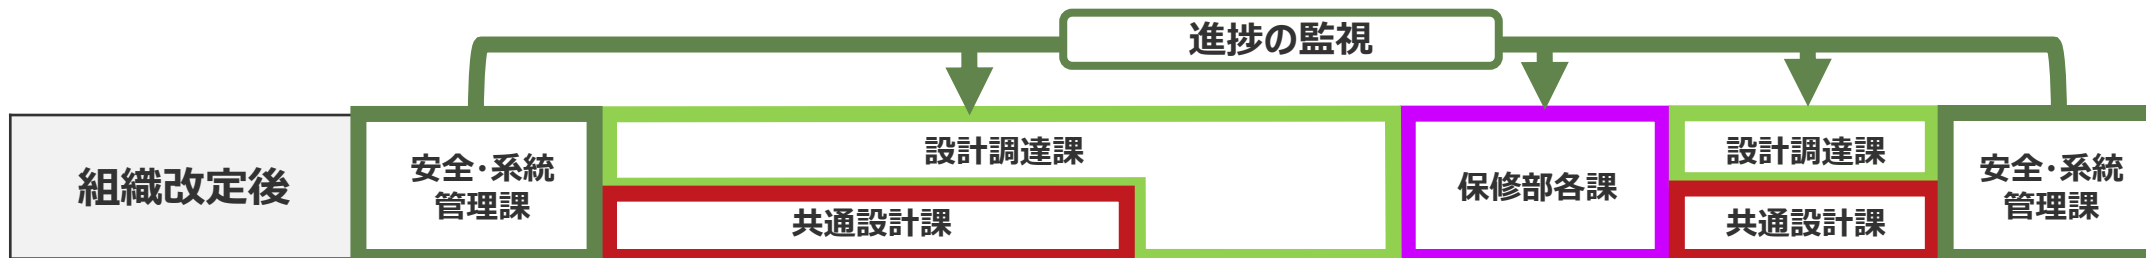 進捗の監視
組織改定後
安全･系統
管理課
設計調達課
共通設計課
保修部各課
設計調達課
共通設計課
安全･系統
管理課